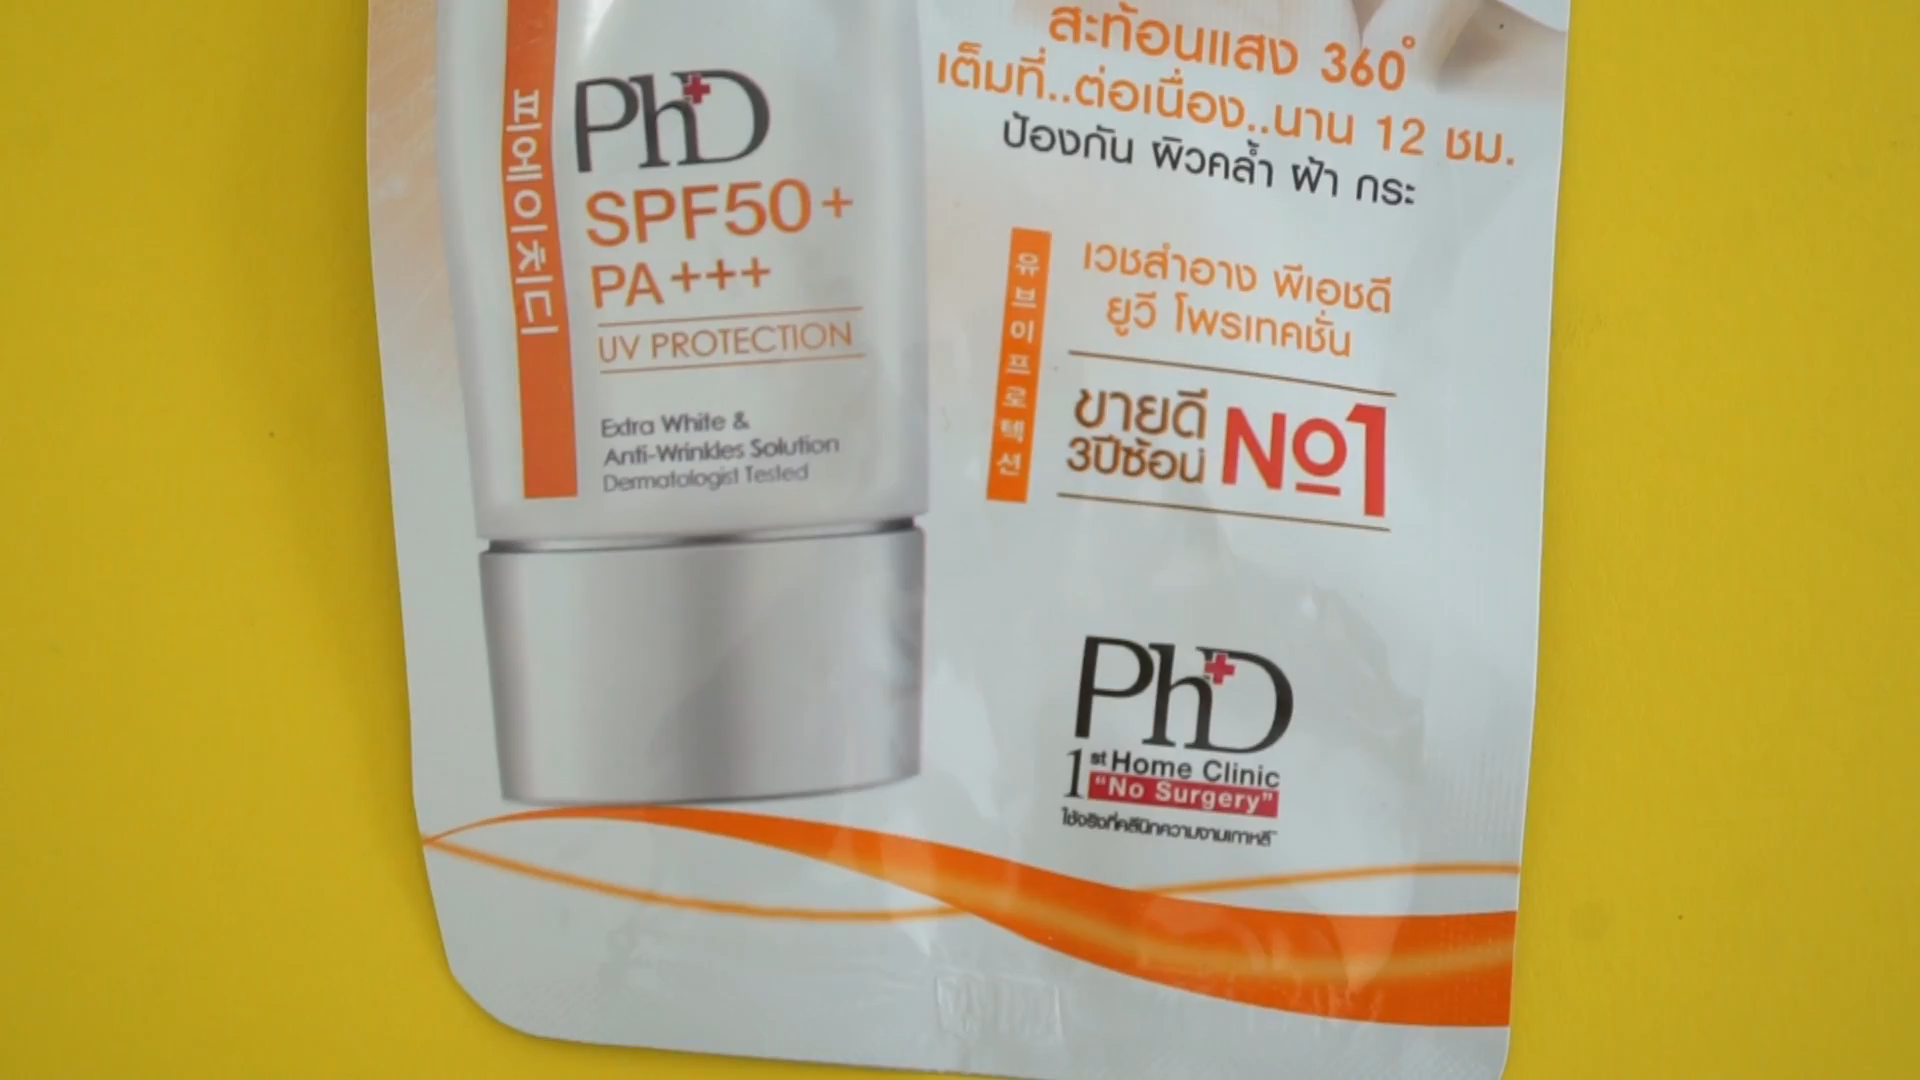 피에이치디
PhD
SPF50+
PA+++
UV PROTECTION
Extra White &
Anti-Wrinkles Solution
Dermatologist Tested
สะท้อนแสง 360°
เต็มที่..ต่อเนื่อง..นาน 12 ชม.
ป้องกัน ผิวคล้ำ ฝ้า กระ
유브이프로텍션
เวชสำอาง พีเอชดี
ยูวี โพรเทคชั่น
ขายดี
3ปีซ้อน
No1
PhD
1st Home Clinic
"No Surgery"
ใช้จริงที่คลินิกความงามเกาหลี